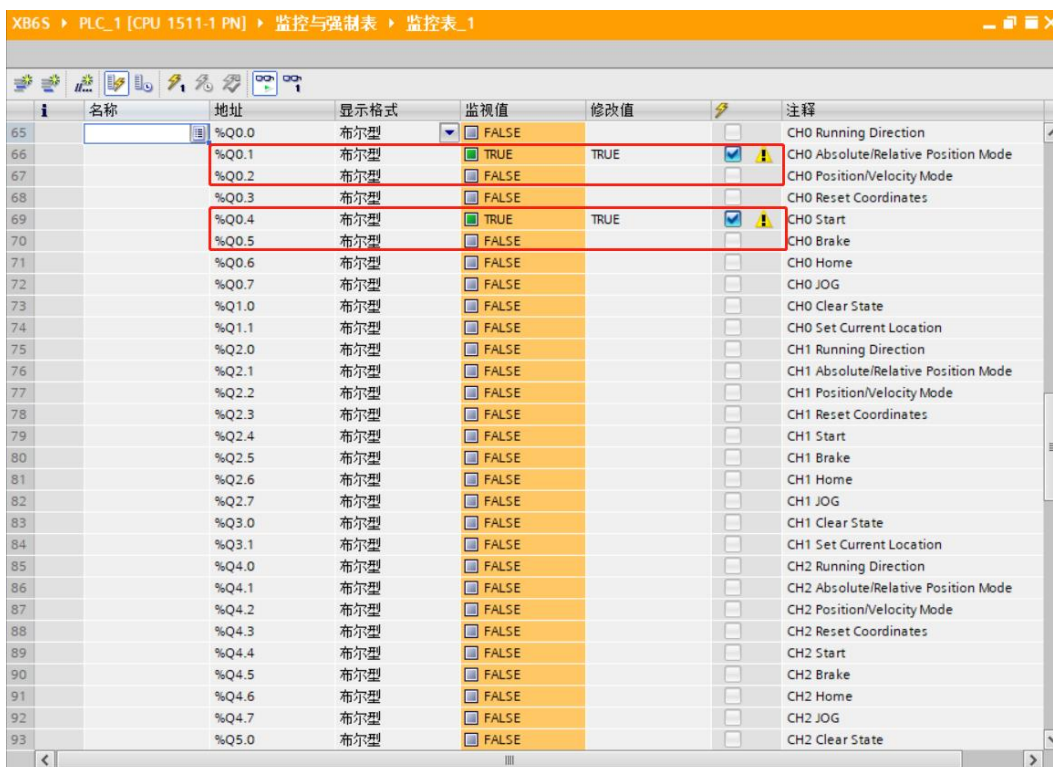 XB6S ▸ PLC_1 [CPU 1511-1 PN] ▸ 监控与强制表 ▸ 监控表_1
i 名称 地址 显示格式 监视值 修改值 注释
65 %Q0.0 布尔型 FALSE CH0 Running Direction
66 %Q0.1 布尔型 TRUE TRUE CH0 Absolute/Relative Position Mode
67 %Q0.2 布尔型 FALSE CH0 Position/Velocity Mode
68 %Q0.3 布尔型 FALSE CH0 Reset Coordinates
69 %Q0.4 布尔型 TRUE TRUE CH0 Start
70 %Q0.5 布尔型 FALSE CH0 Brake
71 %Q0.6 布尔型 FALSE CH0 Home
72 %Q0.7 布尔型 FALSE CH0 JOG
73 %Q1.0 布尔型 FALSE CH0 Clear State
74 %Q1.1 布尔型 FALSE CH0 Set Current Location
75 %Q2.0 布尔型 FALSE CH1 Running Direction
76 %Q2.1 布尔型 FALSE CH1 Absolute/Relative Position Mode
77 %Q2.2 布尔型 FALSE CH1 Position/Velocity Mode
78 %Q2.3 布尔型 FALSE CH1 Reset Coordinates
79 %Q2.4 布尔型 FALSE CH1 Start
80 %Q2.5 布尔型 FALSE CH1 Brake
81 %Q2.6 布尔型 FALSE CH1 Home
82 %Q2.7 布尔型 FALSE CH1 JOG
83 %Q3.0 布尔型 FALSE CH1 Clear State
84 %Q3.1 布尔型 FALSE CH1 Set Current Location
85 %Q4.0 布尔型 FALSE CH2 Running Direction
86 %Q4.1 布尔型 FALSE CH2 Absolute/Relative Position Mode
87 %Q4.2 布尔型 FALSE CH2 Position/Velocity Mode
88 %Q4.3 布尔型 FALSE CH2 Reset Coordinates
89 %Q4.4 布尔型 FALSE CH2 Start
90 %Q4.5 布尔型 FALSE CH2 Brake
91 %Q4.6 布尔型 FALSE CH2 Home
92 %Q4.7 布尔型 FALSE CH2 JOG
93 %Q5.0 布尔型 FALSE CH2 Clear State